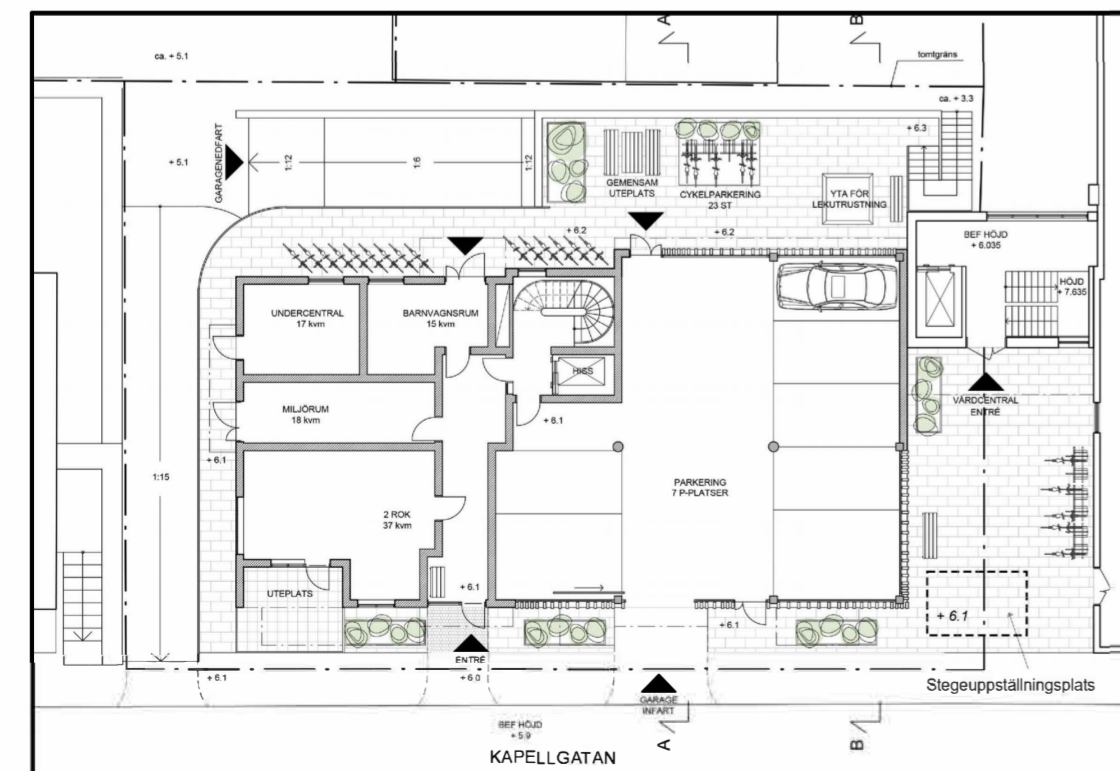 A
B
ca. + 5.1
tomtgräns
ca. + 3.3
+ 6.3
+ 5.1
GARAGENEDFART
1:12
1:6
1:12
GEMENSAM
UTEPLATS
CYKELPARKERING
23 ST
YTA FÖR
LEKUTRUSTNING
+ 6.2
+ 6.2
BEF HÖJD
+ 6.035
HÖJD
+ 7.635
UNDERCENTRAL
17 kvm
BARNVAGNSRUM
15 kvm
HISS
MILJÖRUM
18 kvm
+ 6.1
+ 6.1
VÅRDCENTRAL
ENTRÉ
1:15
PARKERING
7 P-PLATSER
2 ROK
37 kvm
UTEPLATS
+ 6.1
+ 6.1
+ 6.1
ENTRÉ
+ 6.1
+ 6.0
Stegeuppställningsplats
GARAGE
INFART
BEF HÖJD
+ 5.9
A
B
KAPELLGATAN